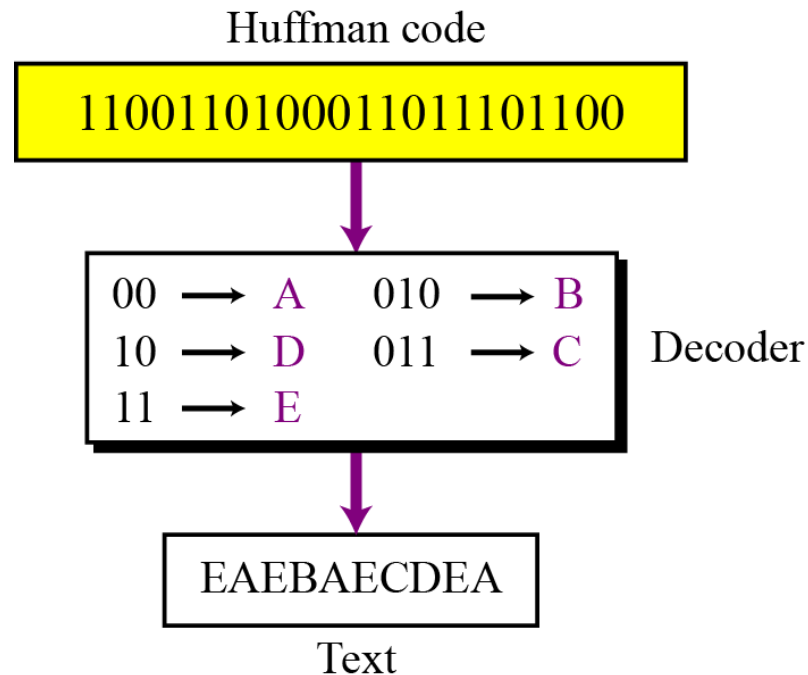 Huffman code
1100110100011011101100
00 → A 010 → B
10 → D 011 → C
11 → E
Decoder
EAEBAECDEA
Text